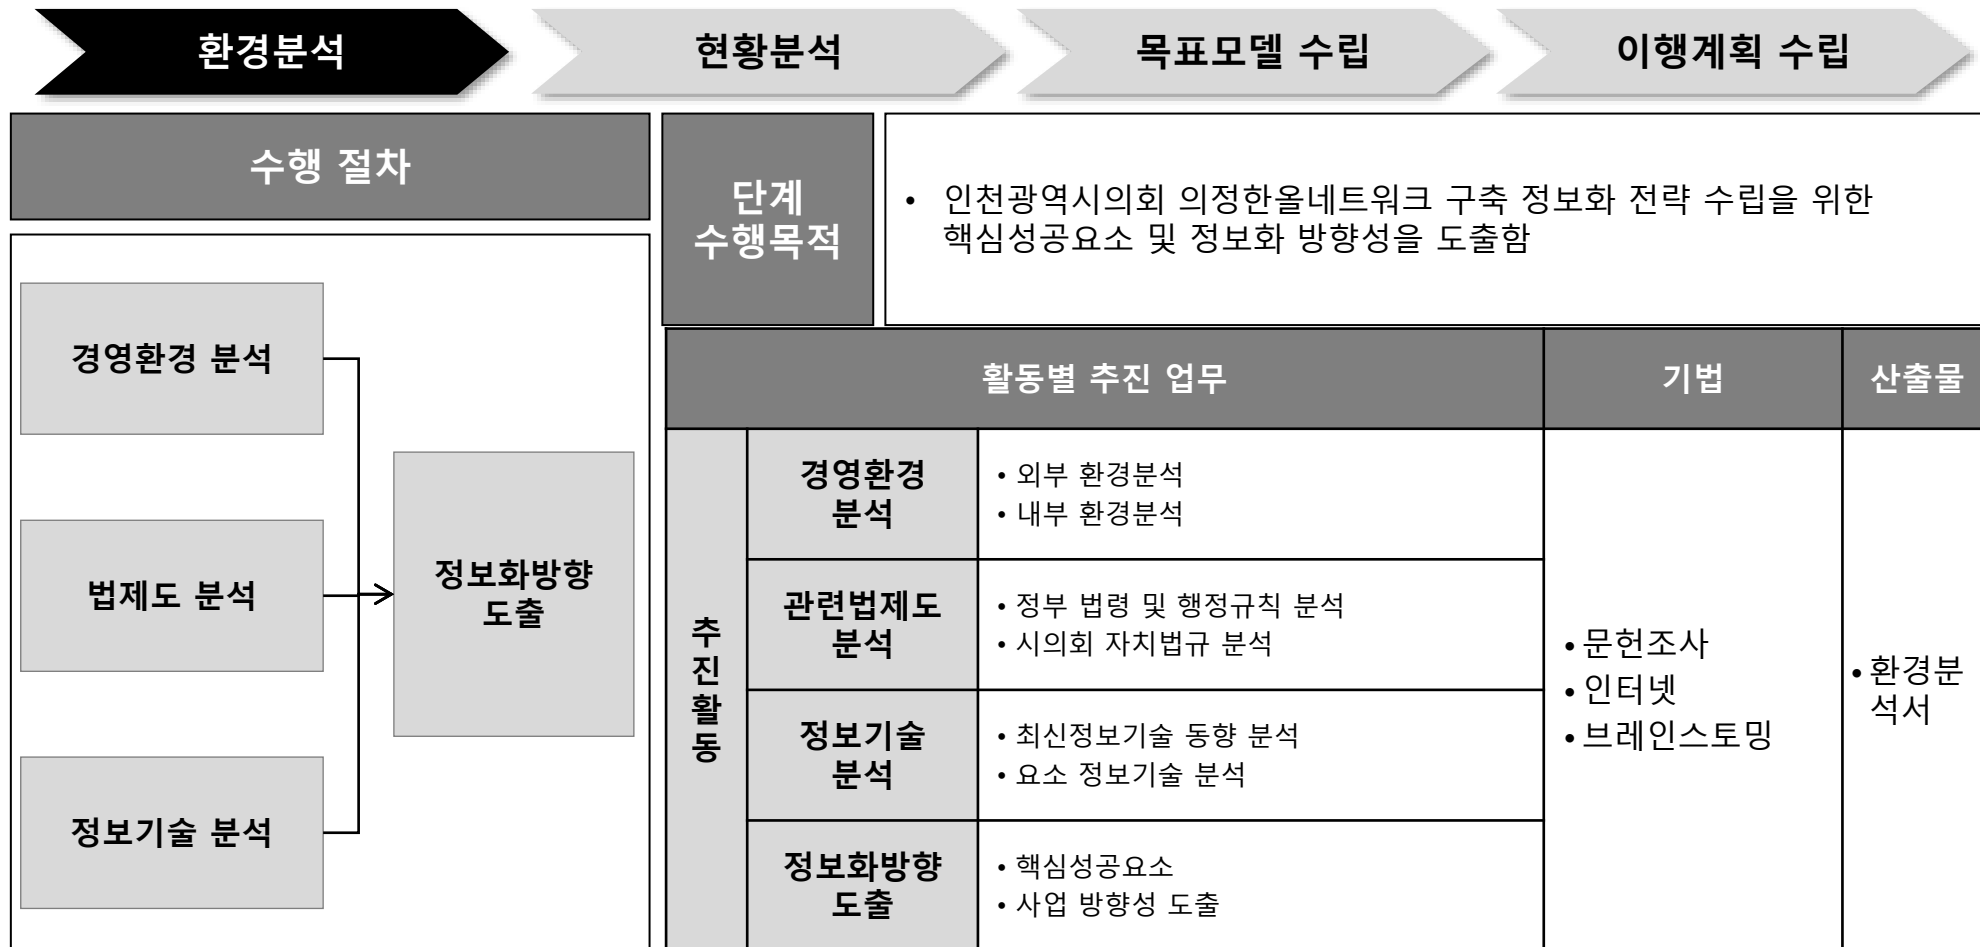 환경분석
현황분석
목표모델 수립
이행계획 수립
수행 절차
경영환경 분석
법제도 분석
정보기술 분석
정보화방향
도출
단계
수행목적
• 인천광역시의회 의정한올네트워크 구축 정보화 전략 수립을 위한
핵심성공요소 및 정보화 방향성을 도출함
활동별 추진 업무
기법
산출물
추
진
활
동
경영환경
분석
• 외부 환경분석
• 내부 환경분석
관련법제도
분석
• 정부 법령 및 행정규칙 분석
• 시의회 자치법규 분석
정보기술
분석
• 최신정보기술 동향 분석
• 요소 정보기술 분석
정보화방향
도출
• 핵심성공요소
• 사업 방향성 도출
• 문헌조사
• 인터넷
• 브레인스토밍
• 환경분
석서